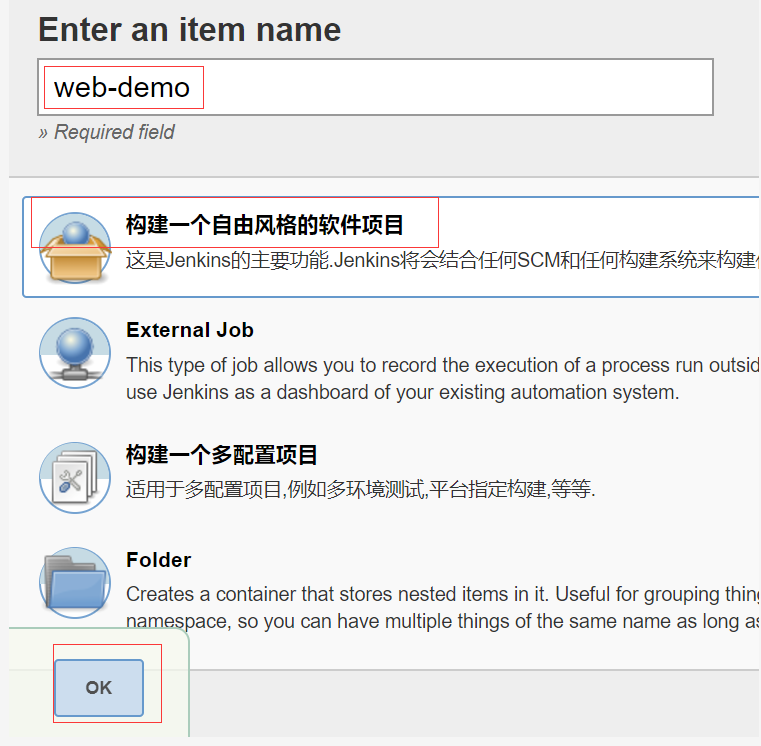 Enter an item name
web-demo
» Required field
构建一个自由风格的软件项目
这是Jenkins的主要功能.Jenkins将会结合任何SCM和任何构建系统来构建
External Job
This type of job allows you to record the execution of a process run
use Jenkins as a dashboard of your existing automation system.
构建一个多配置项目
适用于多配置项目,例如多环境测试,平台指定构建,等等.
Folder
Creates a container that stores nested items in it. Useful for grouping
namespace, so you can have multiple things of the same name as long
OK